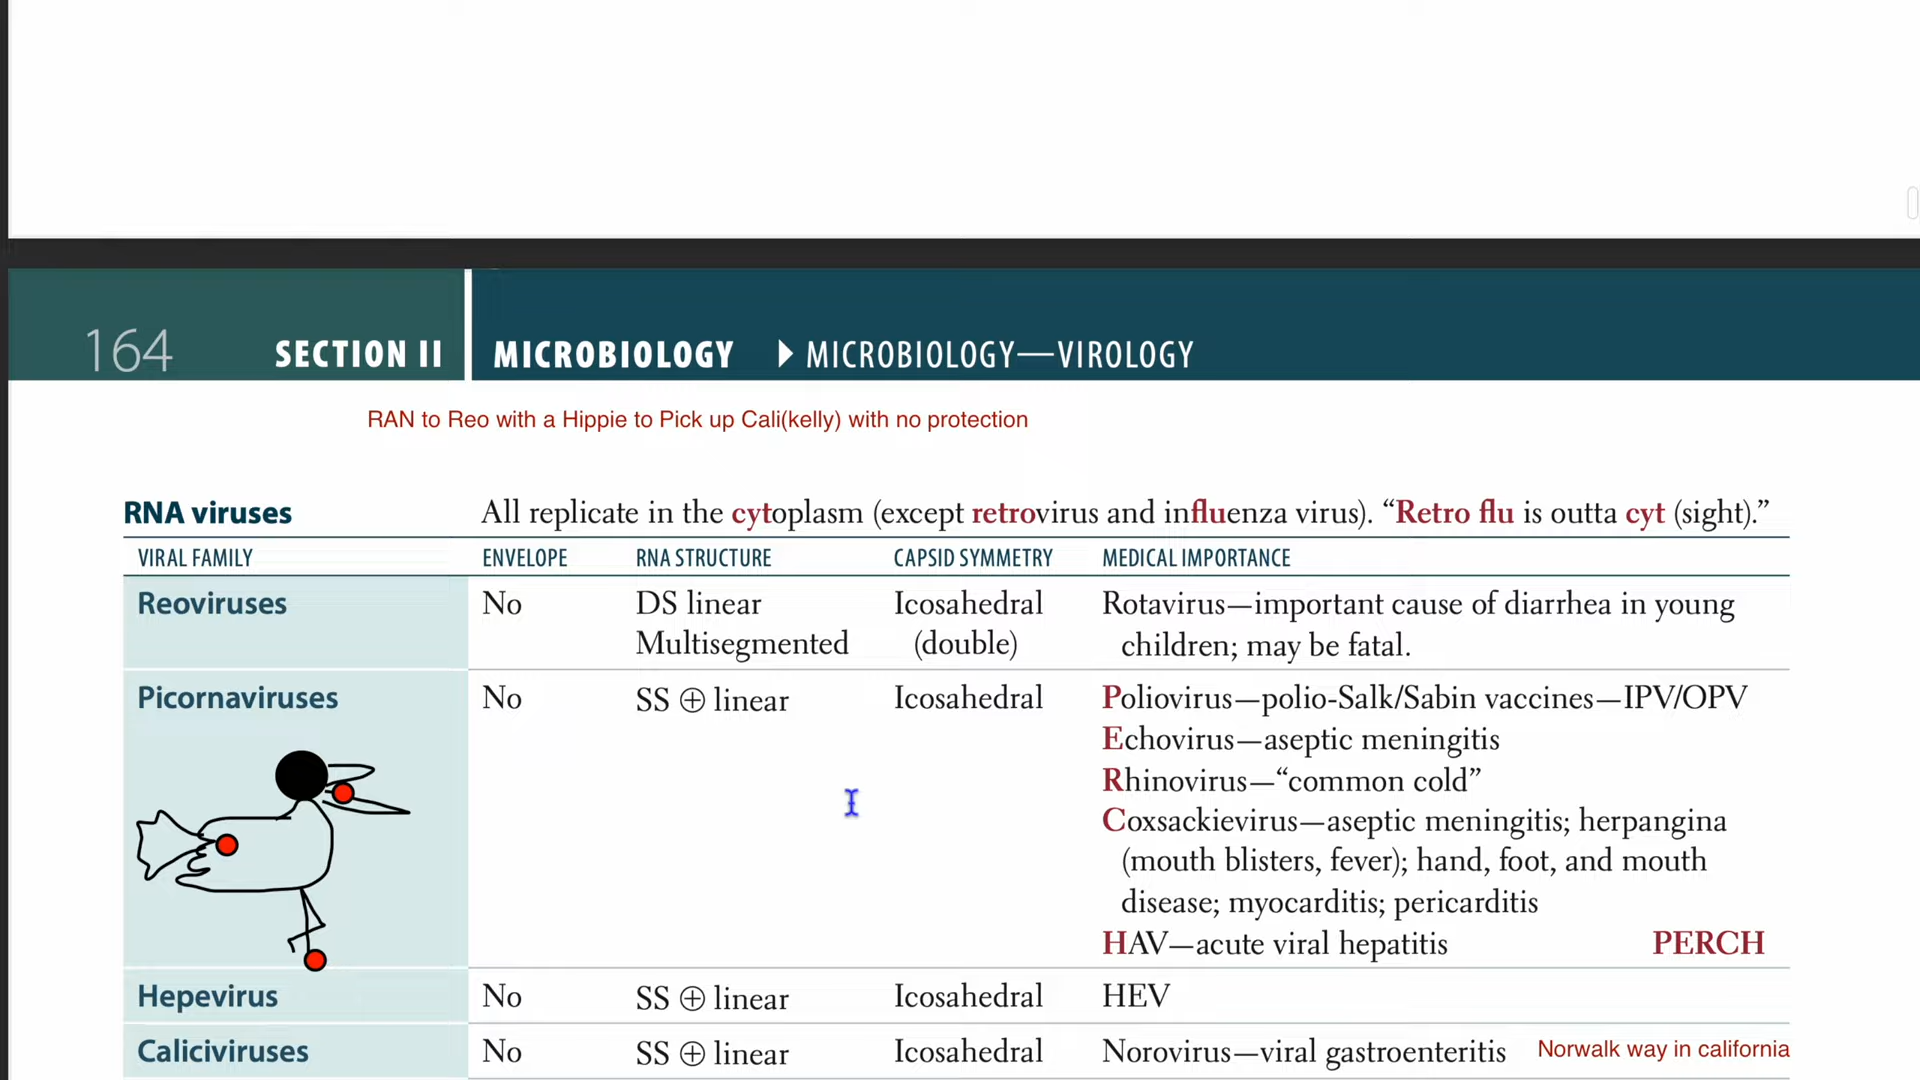 164 SECTION II MICROBIOLOGY ▶ MICROBIOLOGY—VIROLOGY
RAN to Reo with a Hippie to Pick up Cali(kelly) with no protection
RNA viruses All replicate in the cytoplasm (except retrovirus and influenza virus). “Retro flu is outta cyt (sight).”
VIRAL FAMILY ENVELOPE RNA STRUCTURE CAPSID SYMMETRY MEDICAL IMPORTANCE
Reoviruses No DS linear Icosahedral Rotavirus—important cause of diarrhea in young
Multisegmented (double) children; may be fatal.
Picornaviruses No SS ⊕ linear Icosahedral Poliovirus—polio-Salk/Sabin vaccines—IPV/OPV
Echovirus—aseptic meningitis
Rhinovirus—“common cold”
Coxsackievirus—aseptic meningitis; herpangina
(mouth blisters, fever); hand, foot, and mouth
disease; myocarditis; pericarditis
HAV—acute viral hepatitis PERCH
Hepevirus No SS ⊕ linear Icosahedral HEV
Caliciviruses No SS ⊕ linear Icosahedral Norovirus—viral gastroenteritis Norwalk way in california